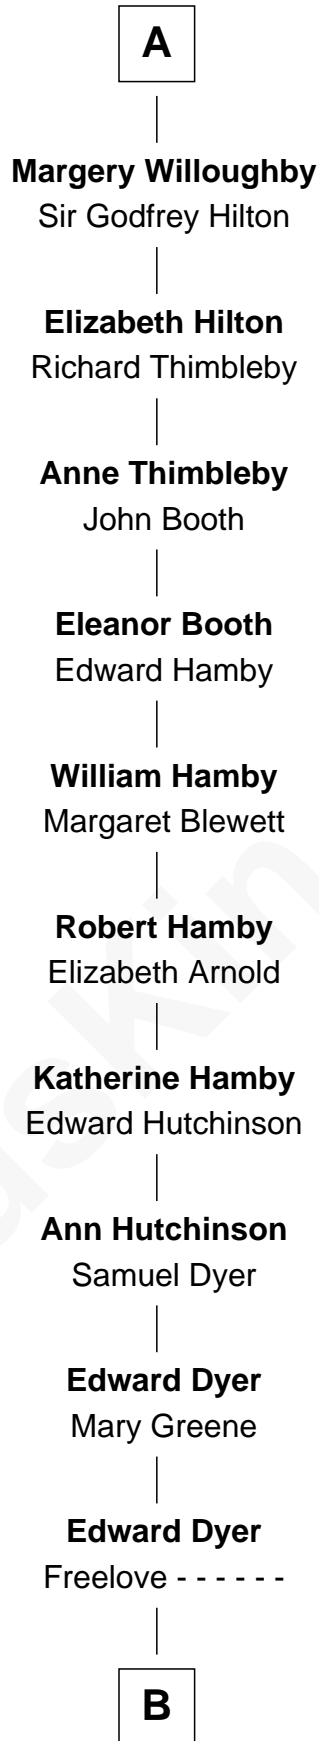 A
Margery Willoughby
Sir Godfrey Hilton
Elizabeth Hilton
Richard Thimbleby
Anne Thimbleby
John Booth
Eleanor Booth
Edward Hamby
William Hamby
Margaret Blewett
Robert Hamby
Elizabeth Arnold
Katherine Hamby
Edward Hutchinson
Ann Hutchinson
Samuel Dyer
Edward Dyer
Mary Greene
Edward Dyer
Freelove - - - - - -
B